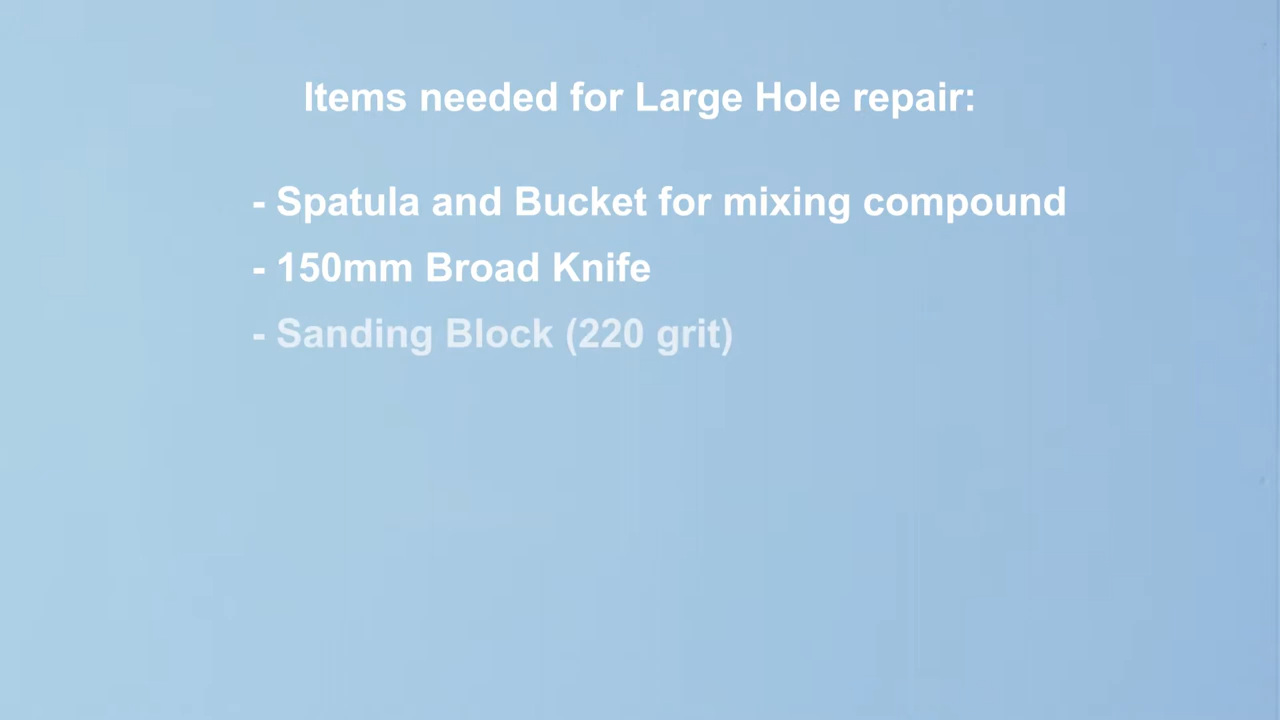 Items needed for Large Hole repair:
- Spatula and Bucket for mixing compound
- 150mm Broad Knife
- Sanding Block (220 grit)